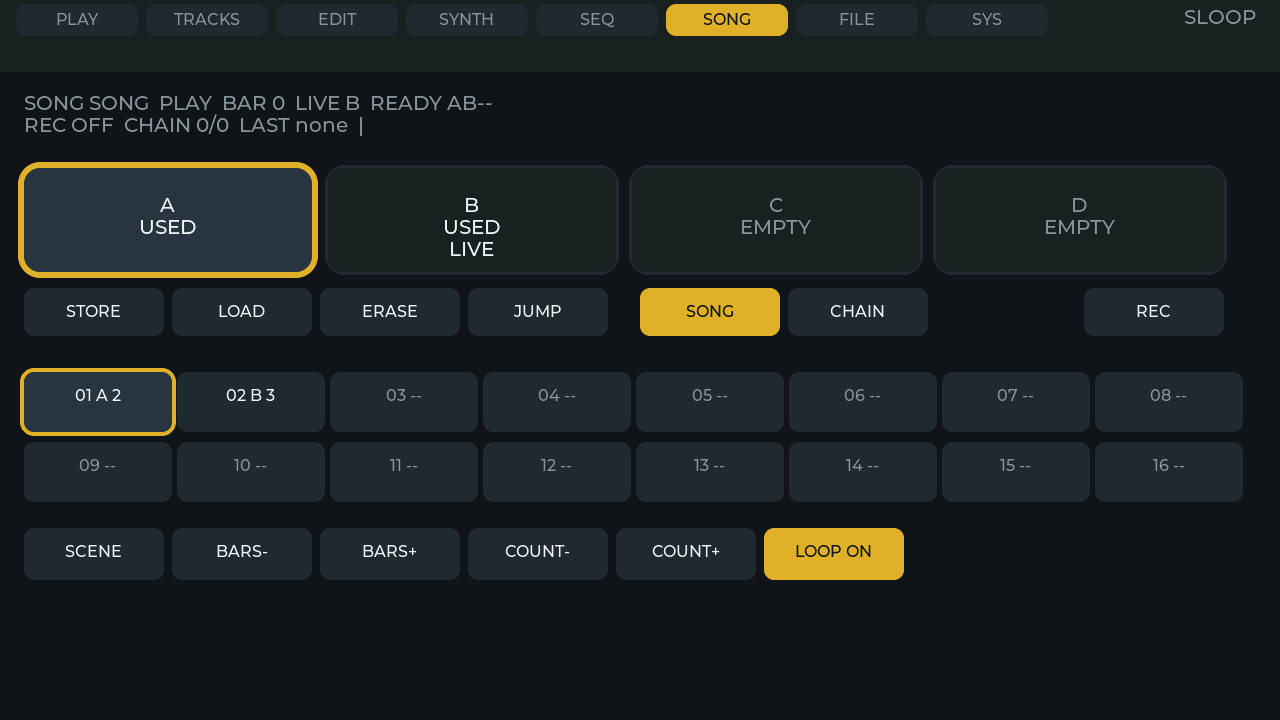 PLAY TRACKS EDIT SYNTH SEQ SONG FILE SYS SLOOP
SONG SONG  PLAY  BAR 0  LIVE B  READY AB--
REC OFF  CHAIN 0/0  LAST none  |
A B C D
USED USED EMPTY EMPTY
LIVE
STORE LOAD ERASE JUMP SONG CHAIN REC
01 A 2 02 B 3 03 -- 04 -- 05 -- 06 -- 07 -- 08 --
09 -- 10 -- 11 -- 12 -- 13 -- 14 -- 15 -- 16 --
SCENE BARS- BARS+ COUNT- COUNT+ LOOP ON